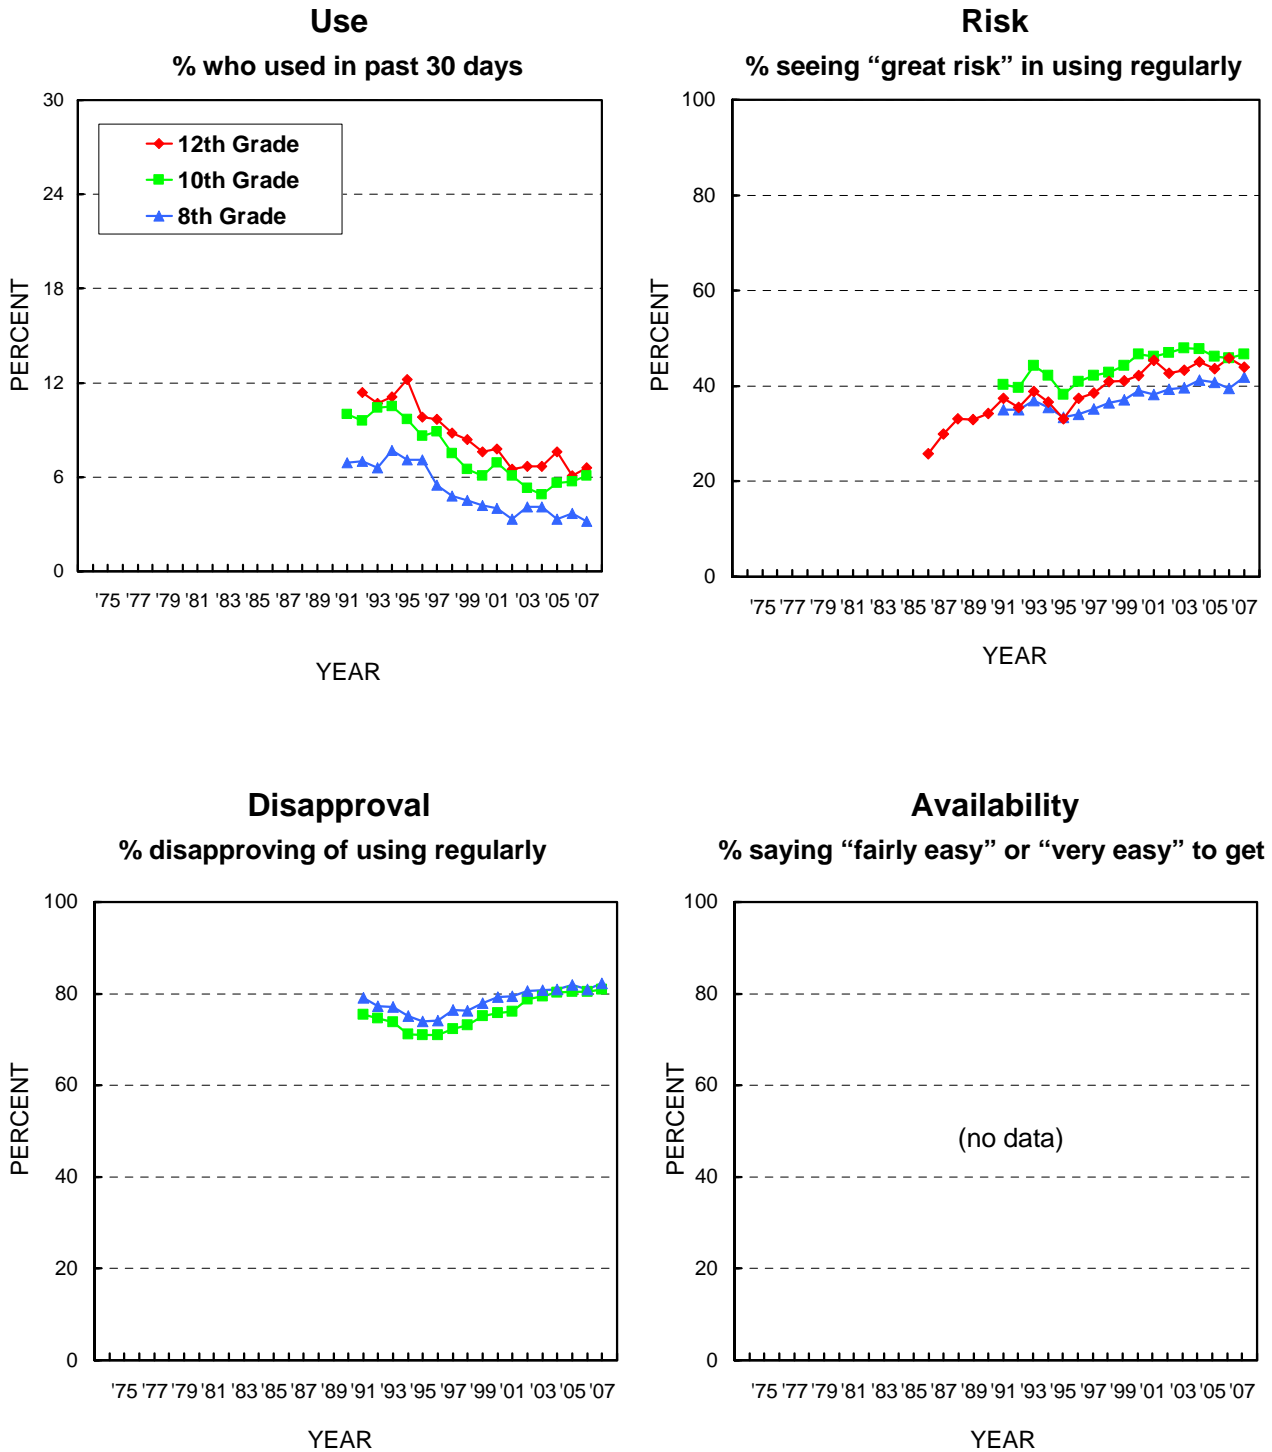 Use
% who used in past 30 days
30
24
18
12
6
0
PERCENT
12th Grade
10th Grade
8th Grade
'75 '77 '79 '81 '83 '85 '87 '89 '91 '93 '95 '97 '99 '01 '03 '05 '07
YEAR
Risk
% seeing “great risk” in using regularly
100
80
60
40
20
0
PERCENT
'75 '77 '79 '81 '83 '85 '87 '89 '91 '93 '95 '97 '99 '01 '03 '05 '07
YEAR
Disapproval
% disapproving of using regularly
100
80
60
40
20
0
PERCENT
'75 '77 '79 '81 '83 '85 '87 '89 '91 '93 '95 '97 '99 '01 '03 '05 '07
YEAR
Availability
% saying “fairly easy” or “very easy” to get
100
80
60
40
20
0
PERCENT
(no data)
'75 '77 '79 '81 '83 '85 '87 '89 '91 '93 '95 '97 '99 '01 '03 '05 '07
YEAR